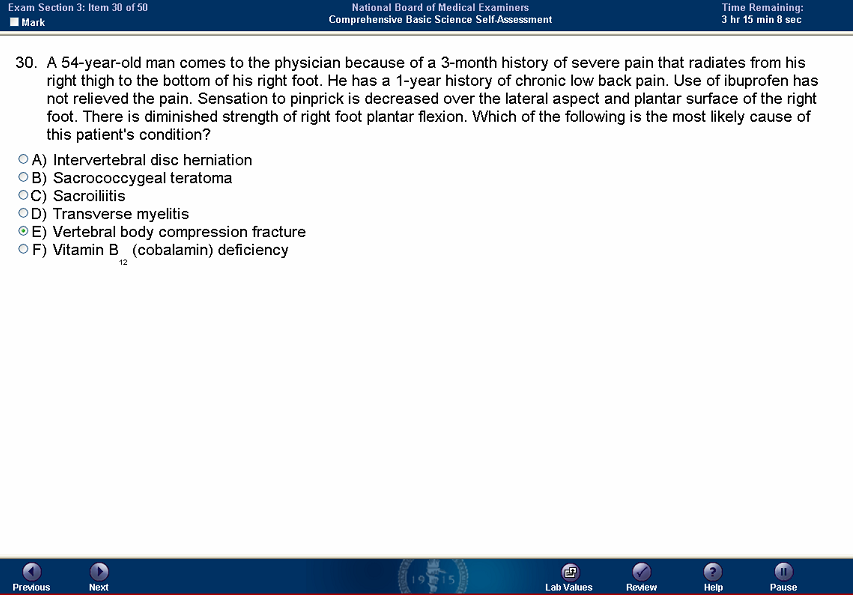 Exam Section 3: Item 30 of 50
National Board of Medical Examiners
Time Remaining:
Mark
Comprehensive Basic Science Self-Assessment
3 hr 15 min 8 sec
30. A 54-year-old man comes to the physician because of a 3-month history of severe pain that radiates from his
right thigh to the bottom of his right foot. He has a 1-year history of chronic low back pain. Use of ibuprofen has
not relieved the pain. Sensation to pinprick is decreased over the lateral aspect and plantar surface of the right
foot. There is diminished strength of right foot plantar flexion. Which of the following is the most likely cause of
this patient's condition?
A) Intervertebral disc herniation
B) Sacrococcygeal teratoma
C) Sacroiliitis
D) Transverse myelitis
E) Vertebral body compression fracture
F) Vitamin B12 (cobalamin) deficiency
1915
Previous
Next
Lab Values
Review
Help
Pause